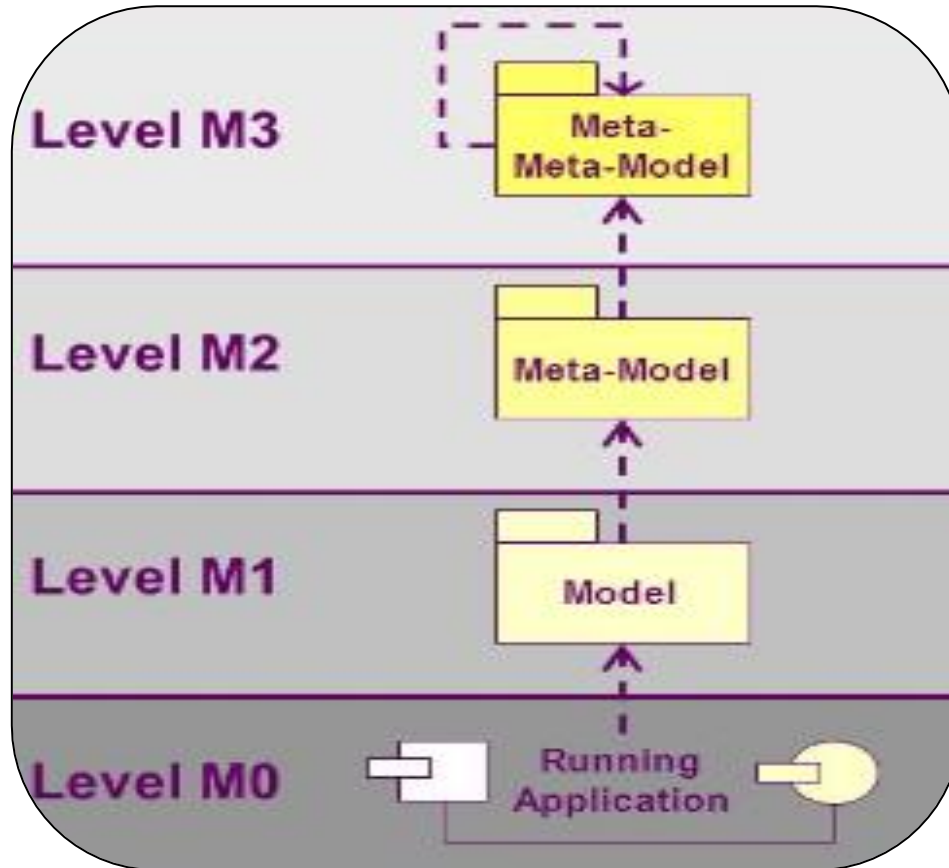 Level M3
Meta-
Meta-Model
Level M2
Meta-Model
Level M1
Model
Level M0
Running
Application